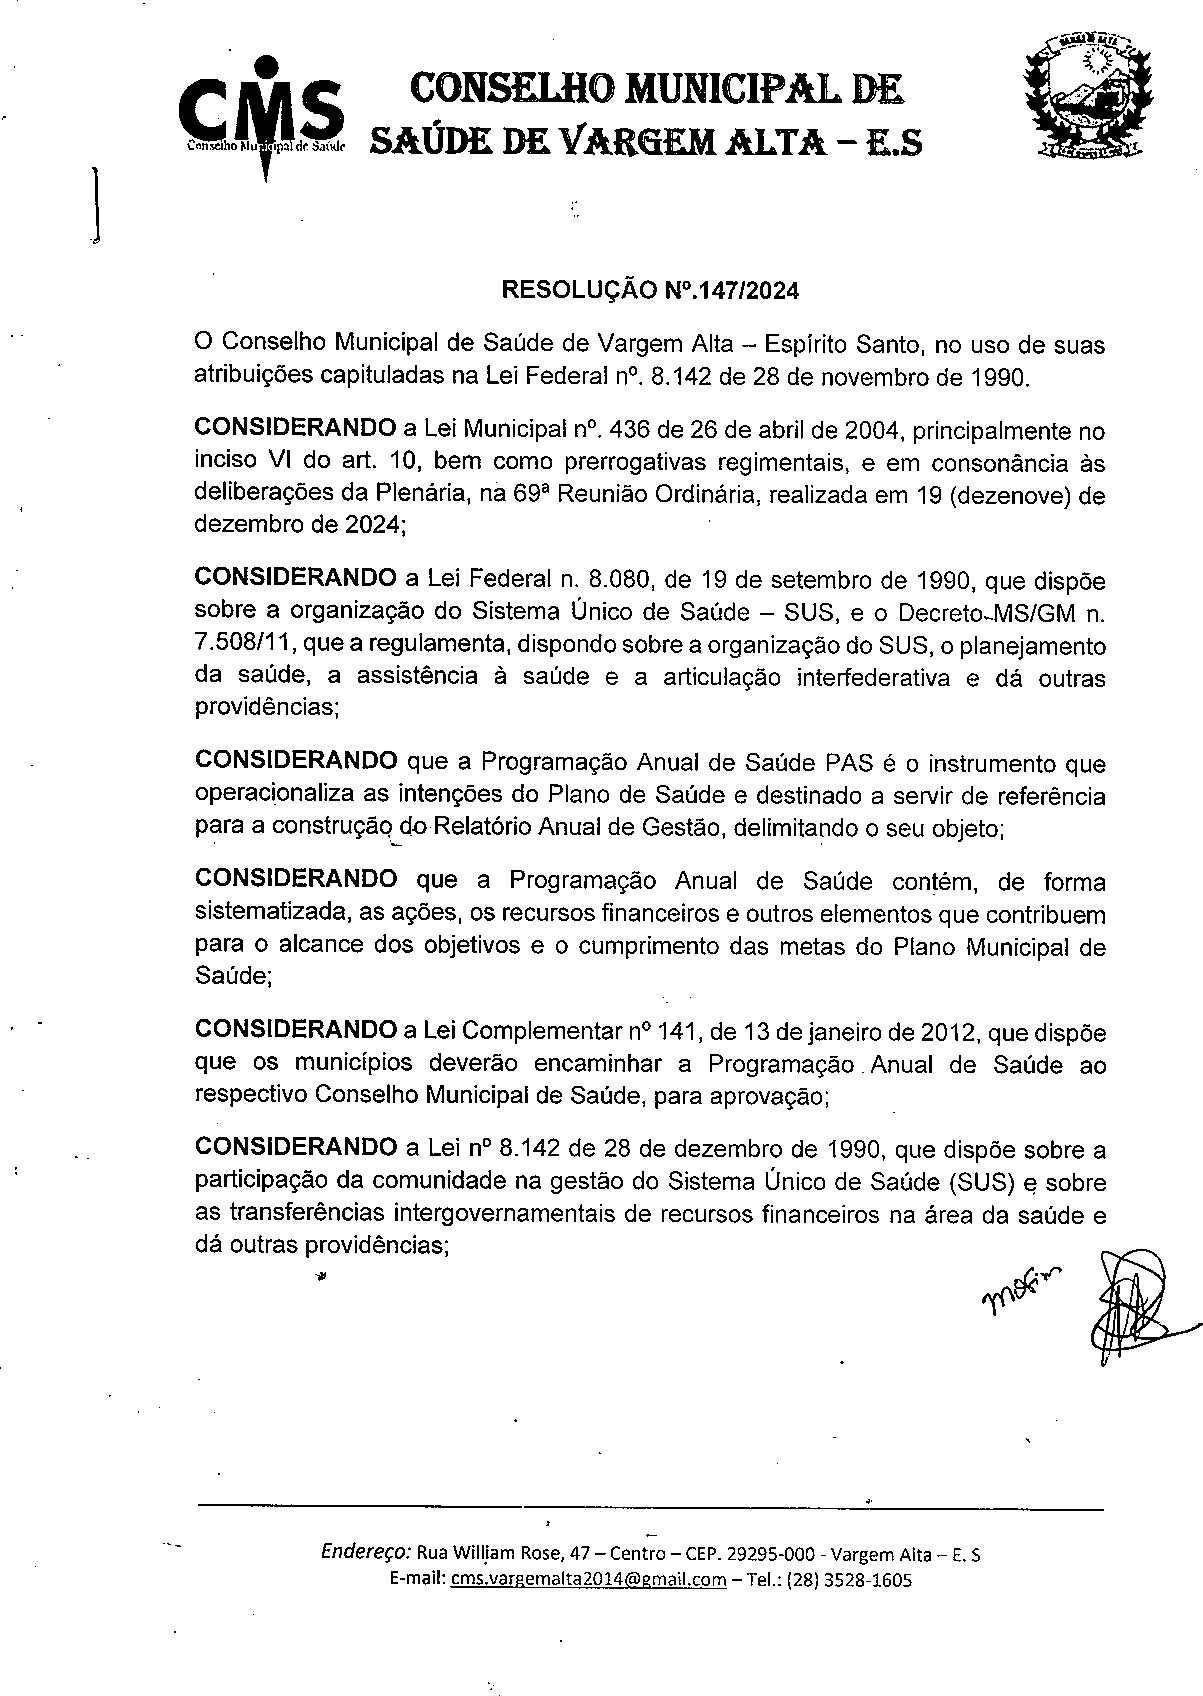 CMS
Conselho Municipal de Saúde
CONSELHO MUNICIPAL DE
SAÚDE DE VARGEM ALTA – E.S
RESOLUÇÃO Nº.147/2024
O Conselho Municipal de Saúde de Vargem Alta – Espírito Santo, no uso de suas
atribuições capituladas na Lei Federal nº. 8.142 de 28 de novembro de 1990.
CONSIDERANDO a Lei Municipal nº. 436 de 26 de abril de 2004, principalmente no
inciso VI do art. 10, bem como prerrogativas regimentais, e em consonância às
deliberações da Plenária, na 69ª Reunião Ordinária, realizada em 19 (dezenove) de
dezembro de 2024;
CONSIDERANDO a Lei Federal n. 8.080, de 19 de setembro de 1990, que dispõe
sobre a organização do Sistema Único de Saúde – SUS, e o Decreto-MS/GM n.
7.508/11, que a regulamenta, dispondo sobre a organização do SUS, o planejamento
da saúde, a assistência à saúde e a articulação interfederativa e dá outras
providências;
CONSIDERANDO que a Programação Anual de Saúde PAS é o instrumento que
operacionaliza as intenções do Plano de Saúde e destinado a servir de referência
para a construção do Relatório Anual de Gestão, delimitando o seu objeto;
CONSIDERANDO que a Programação Anual de Saúde contém, de forma
sistematizada, as ações, os recursos financeiros e outros elementos que contribuem
para o alcance dos objetivos e o cumprimento das metas do Plano Municipal de
Saúde;
CONSIDERANDO a Lei Complementar nº 141, de 13 de janeiro de 2012, que dispõe
que os municípios deverão encaminhar a Programação Anual de Saúde ao
respectivo Conselho Municipal de Saúde, para aprovação;
CONSIDERANDO a Lei nº 8.142 de 28 de dezembro de 1990, que dispõe sobre a
participação da comunidade na gestão do Sistema Único de Saúde (SUS) e sobre
as transferências intergovernamentais de recursos financeiros na área da saúde e
dá outras providências;
Endereço: Rua William Rose, 47 – Centro – CEP. 29295-000 - Vargem Alta – E. S
E-mail: cms.vargemalta2014@gmail.com – Tel.: (28) 3528-1605